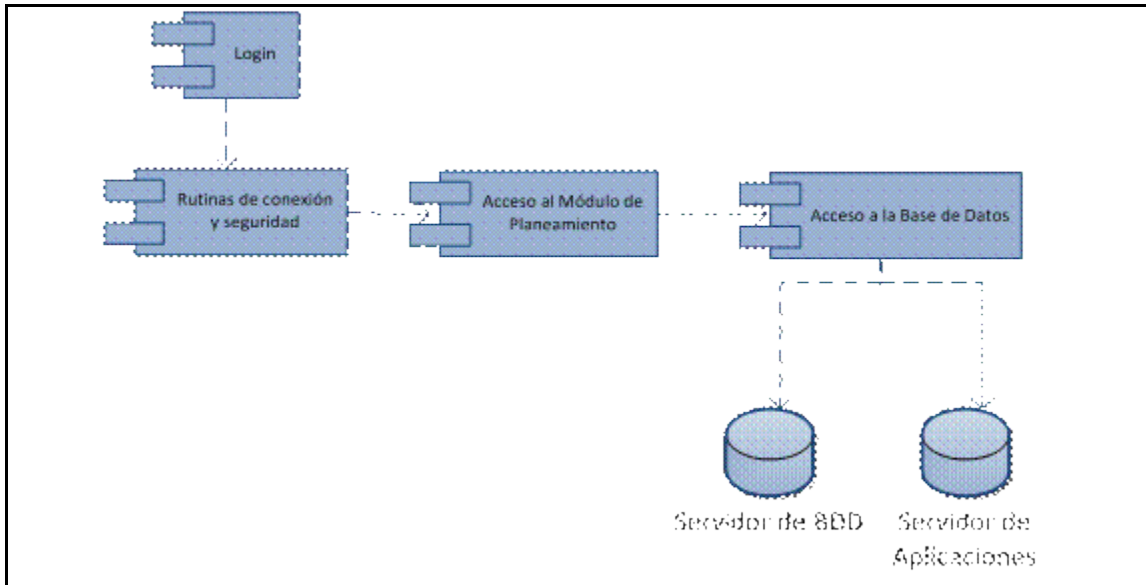 Login
Rutinas de conexión
y seguridad
Acceso al Módulo de
Planeamiento
Acceso a la Base de Datos
Servidor de BDD
Servidor de
Aplicaciones